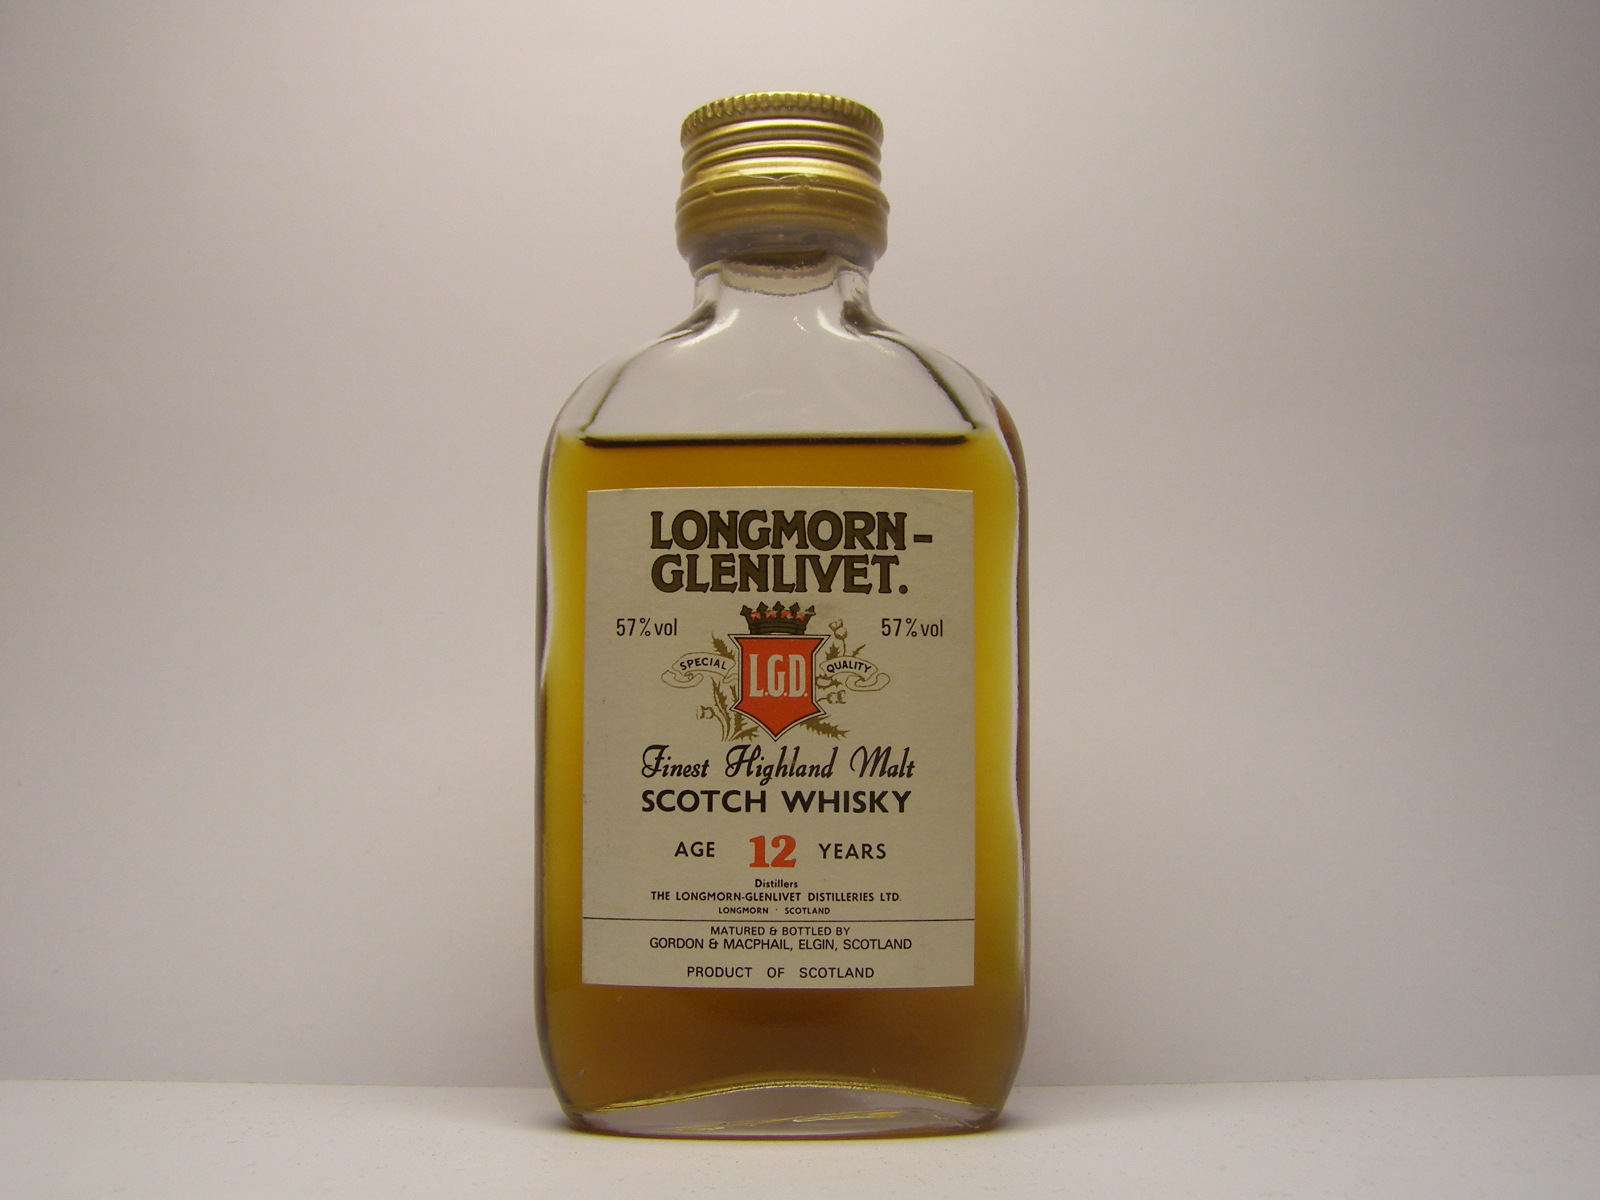 LONGMORN-
GLENLIVET.
57% vol 57% vol
SPECIAL L.G.D. QUALITY
Finest Highland Malt
SCOTCH WHISKY
AGE 12 YEARS
Distillers
THE LONGMORN-GLENLIVET DISTILLERIES LTD.
LONGMORN · SCOTLAND
MATURED & BOTTLED BY
GORDON & MACPHAIL, ELGIN, SCOTLAND
PRODUCT OF SCOTLAND